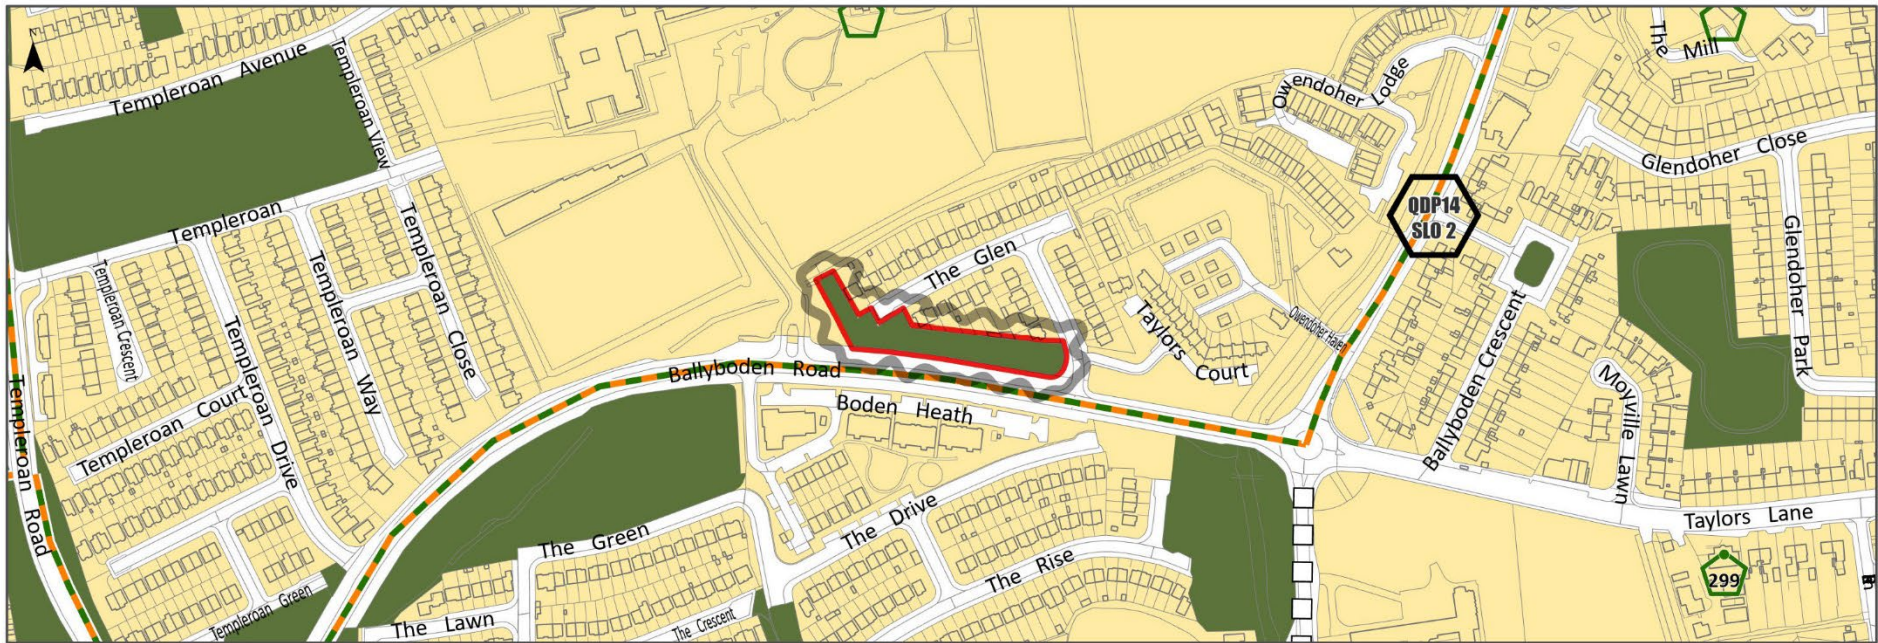 Templeroan Avenue
Templeroan View
Templeroan
Templeroan Close
Templeroan Way
Templeroan Crescent
Templeroan Drive
Templeroan Court
Templeroan Road
Templeroan Green
The Lawn
The Green
The Crescent
The Drive
The Rise
Boden Heath
Ballyboden Road
The Glen
Taylors
Court
Owendoher Haven
Owendoher Lodge
QDP14
SLO 2
The Mill
Glendoher Close
Glendoher Park
Ballyboden Crescent
Moyville Lawn
Taylors Lane
299